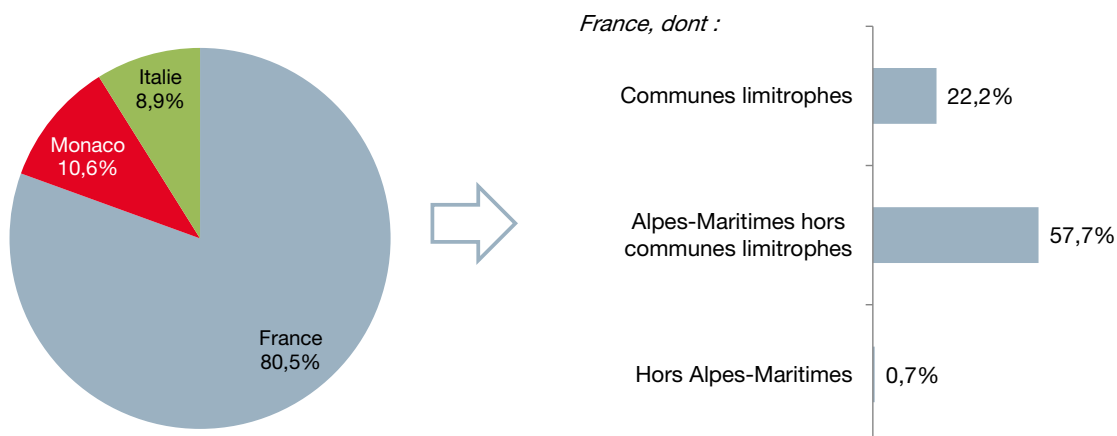 Italie
8,9%
Monaco
10,6%
France
80,5%
France, dont :
Communes limitrophes
22,2%
Alpes-Maritimes hors
communes limitrophes
57,7%
Hors Alpes-Maritimes
0,7%